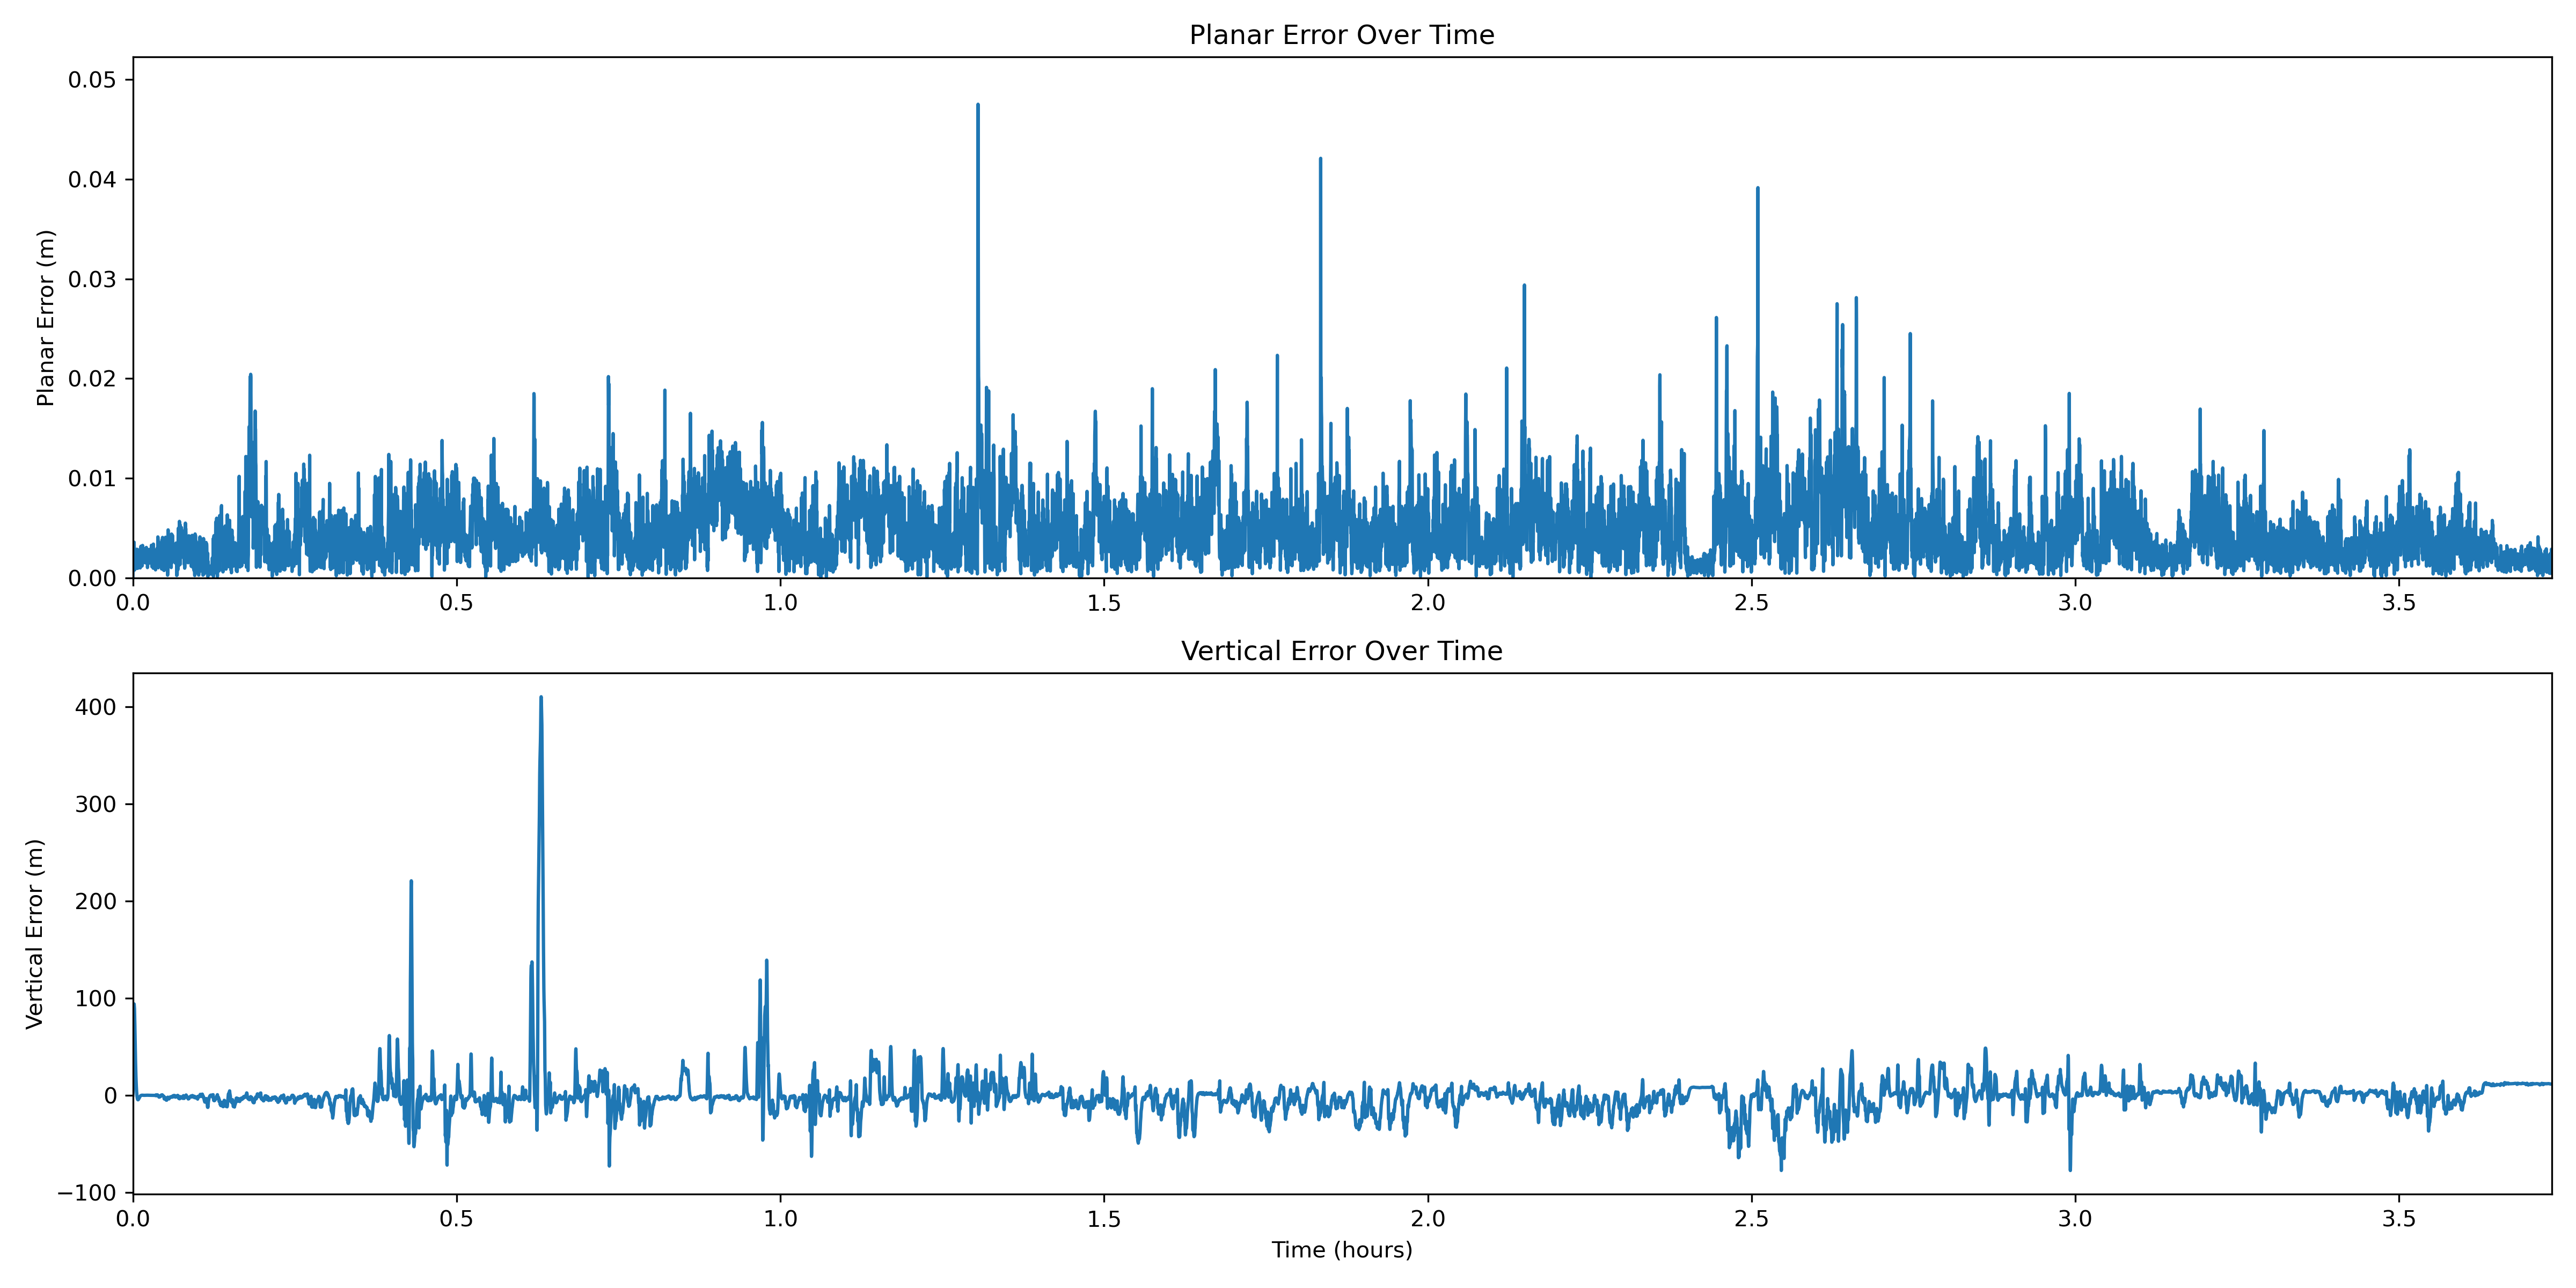 Planar Error Over Time
Planar Error (m)
0.05
0.04
0.03
0.02
0.01
0.00
0.0 0.5 1.0 1.5 2.0 2.5 3.0 3.5
Vertical Error Over Time
Vertical Error (m)
400
300
200
100
0
−100
0.0 0.5 1.0 1.5 2.0 2.5 3.0 3.5
Time (hours)